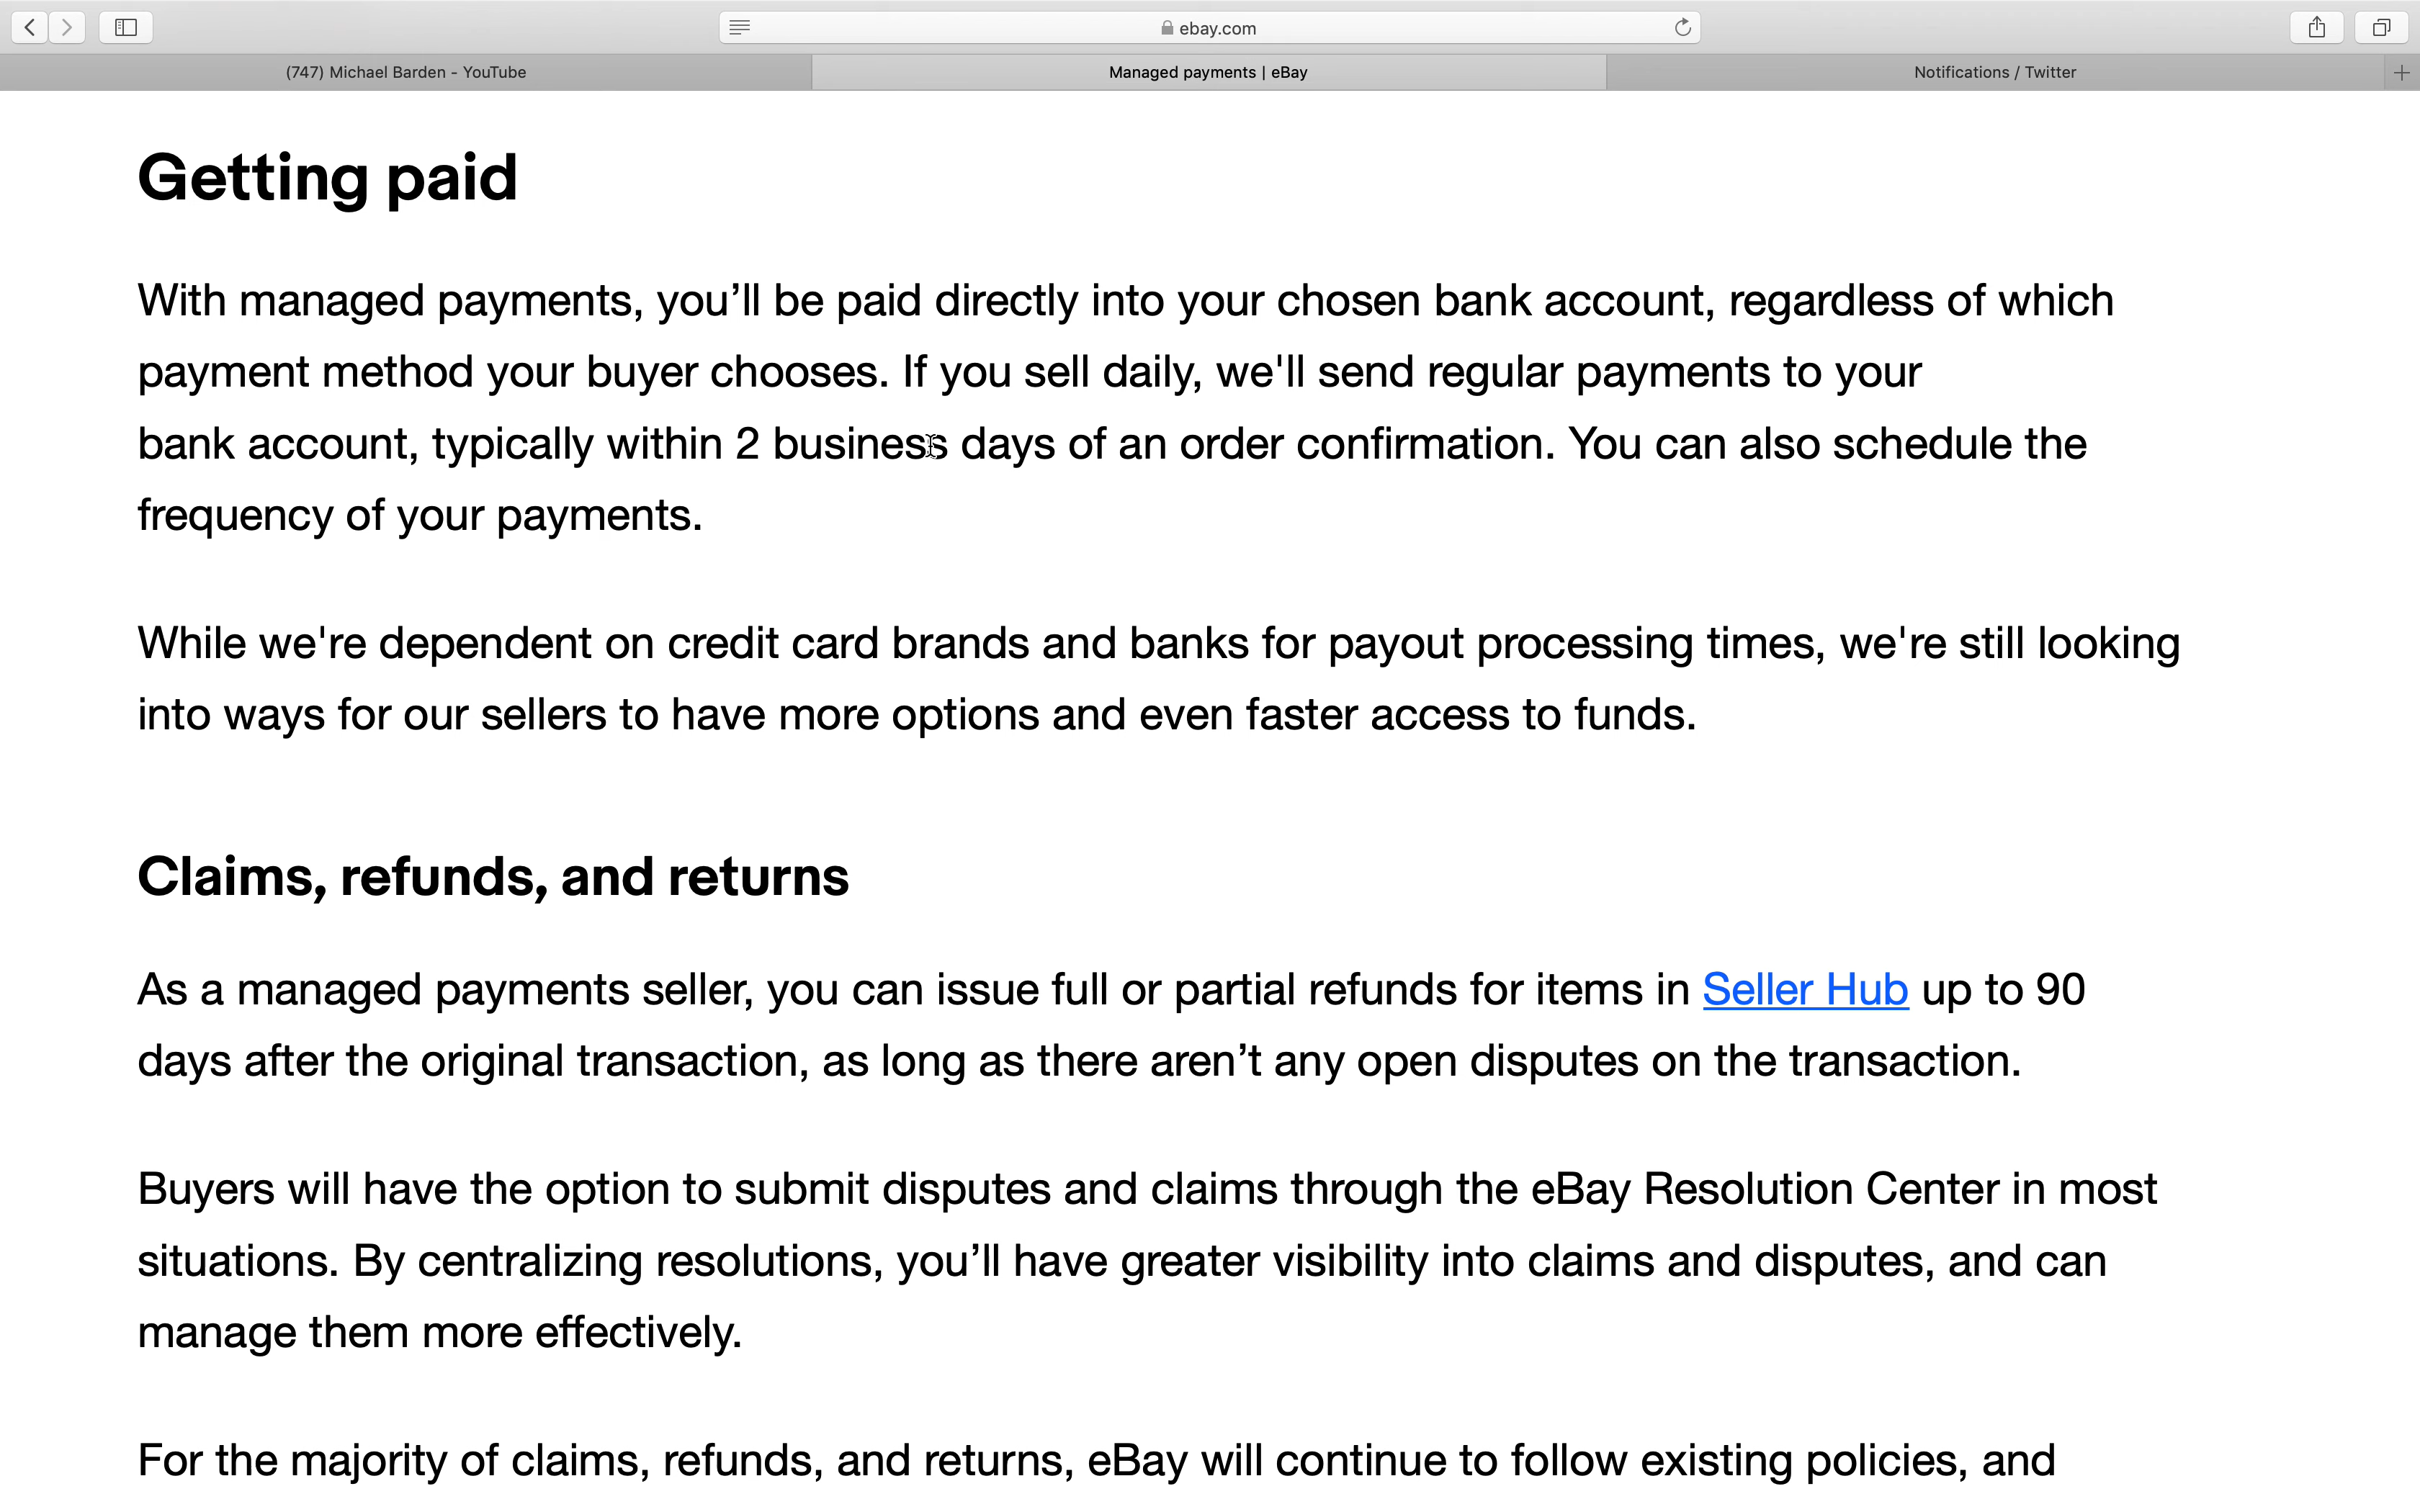 ebay.com
(747) Michael Barden - YouTube
Managed payments | eBay
Notifications / Twitter
Getting paid
With managed payments, you’ll be paid directly into your chosen bank account, regardless of which
payment method your buyer chooses. If you sell daily, we'll send regular payments to your
bank account, typically within 2 business days of an order confirmation. You can also schedule the
frequency of your payments.
While we're dependent on credit card brands and banks for payout processing times, we're still looking
into ways for our sellers to have more options and even faster access to funds.
Claims, refunds, and returns
As a managed payments seller, you can issue full or partial refunds for items in Seller Hub up to 90
days after the original transaction, as long as there aren’t any open disputes on the transaction.
Buyers will have the option to submit disputes and claims through the eBay Resolution Center in most
situations. By centralizing resolutions, you’ll have greater visibility into claims and disputes, and can
manage them more effectively.
For the majority of claims, refunds, and returns, eBay will continue to follow existing policies, and